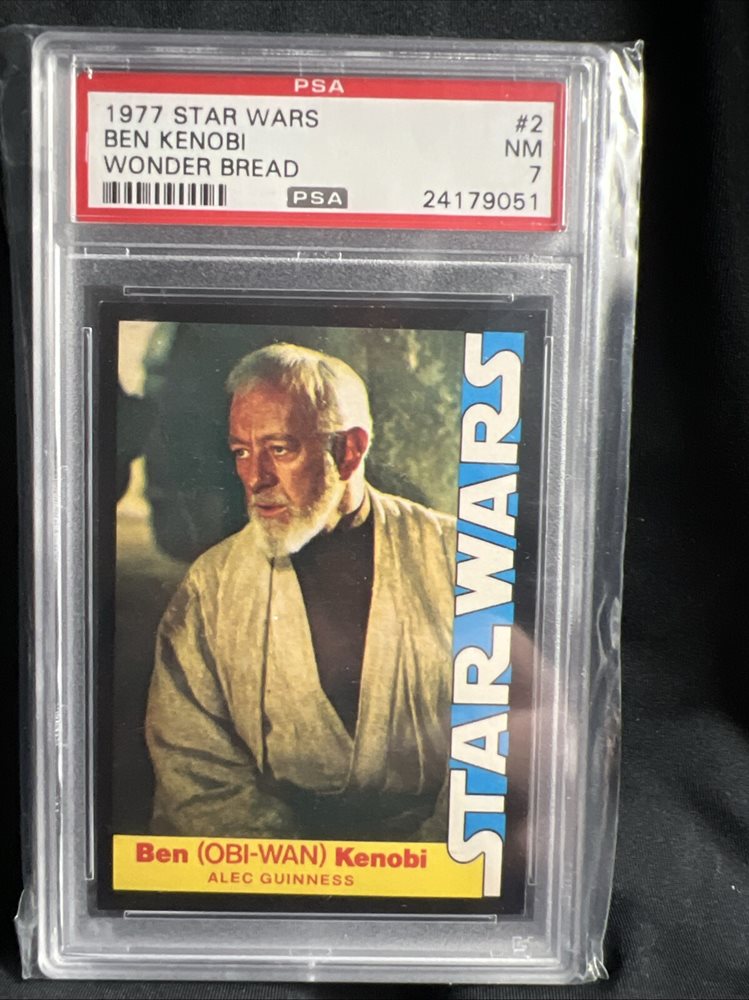 PSA
1977 STAR WARS #2
BEN KENOBI NM
WONDER BREAD 7
PSA 24179051
STAR WARS
Ben (OBI-WAN) Kenobi
ALEC GUINNESS